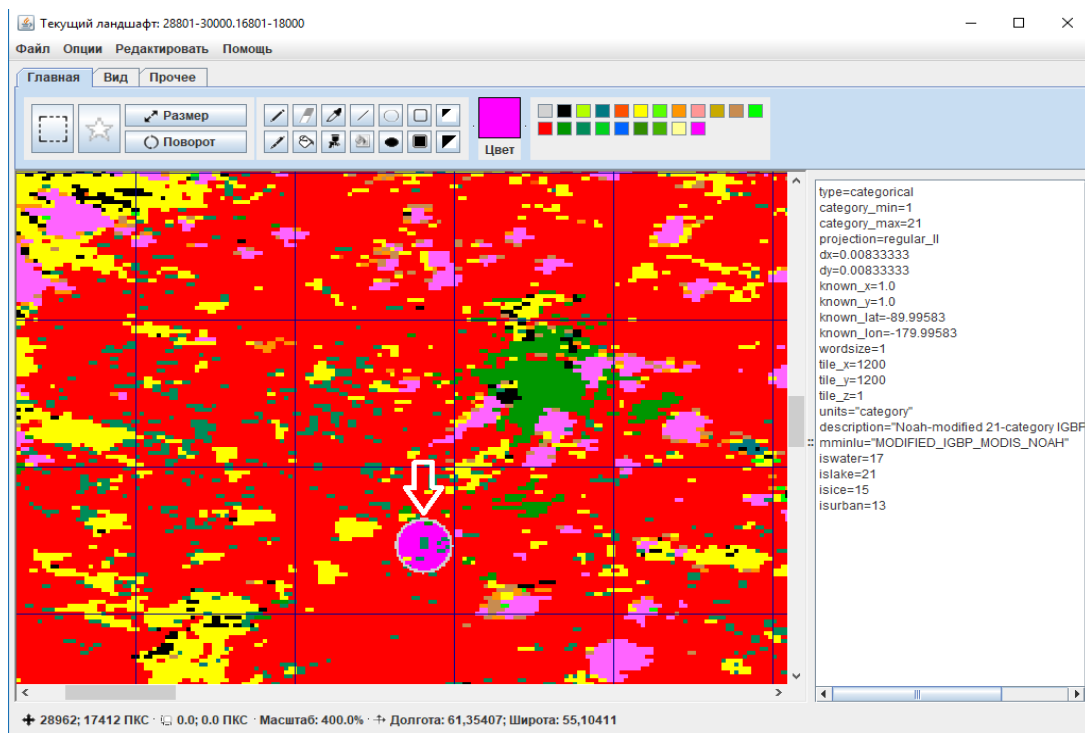 Текущий ландшафт: 28801-30000.16801-18000
Файл Опции Редактировать Помощь
Главная Вид Прочее
Размер
Поворот
Цвет
type=categorical
category_min=1
category_max=21
projection=regular_ll
dx=0.00833333
dy=0.00833333
known_x=1.0
known_y=1.0
known_lat=-89.99583
known_lon=-179.99583
wordsize=1
tile_x=1200
tile_y=1200
tile_z=1
units="category"
description="Noah-modified 21-category IGBP
mminlu="MODIFIED_IGBP_MODIS_NOAH"
iswater=17
islake=21
isice=15
isurban=13
28962; 17412 ПКС · 0.0; 0.0 ПКС · Масштаб: 400.0% · Долгота: 61,35407; Широта: 55,10411